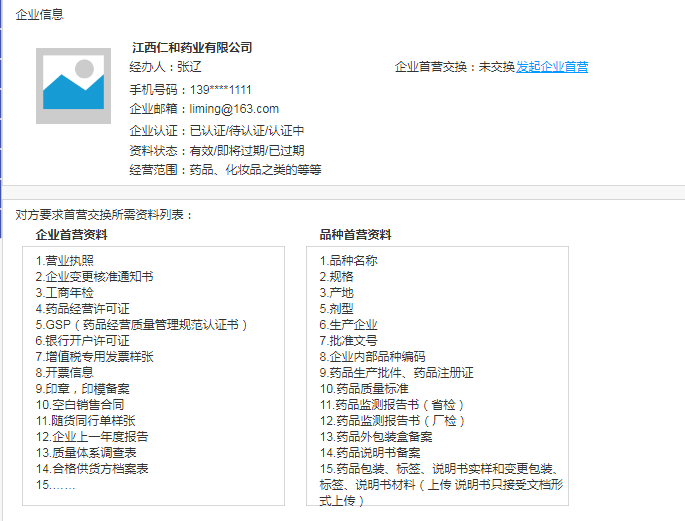 企业信息
江西仁和药业有限公司
经办人：张辽
企业首营交换：未交换 发起企业首营
手机号码：139****1111
企业邮箱：liming@163.com
企业认证：已认证/待认证/认证中
资料状态：有效/即将过期/已过期
经营范围：药品、化妆品之类的等等
对方要求首营交换所需资料列表：
企业首营资料
1.营业执照
2.企业变更核准通知书
3.工商年检
4.药品经营许可证
5.GSP（药品经营质量管理规范认证书）
6.银行开户许可证
7.增值税专用发票样张
8.开票信息
9.印章，印模备案
10.空白销售合同
11.随货同行单样张
12.企业上一年度报告
13.质量体系调查表
14.合格供货方档案表
15.……
品种首营资料
1.品种名称
2.规格
3.产地
5.剂型
6.生产企业
7.批准文号
8.企业内部品种编码
9.药品生产批件、药品注册证
10.药品质量标准
11.药品监测报告书（省检）
12.药品监测报告书（厂检）
13.药品外包装盒备案
14.药品说明书备案
15.药品包装、标签、说明书实样和变更包装、
标签、说明书材料（上传 说明书只接受文档形
式上传）